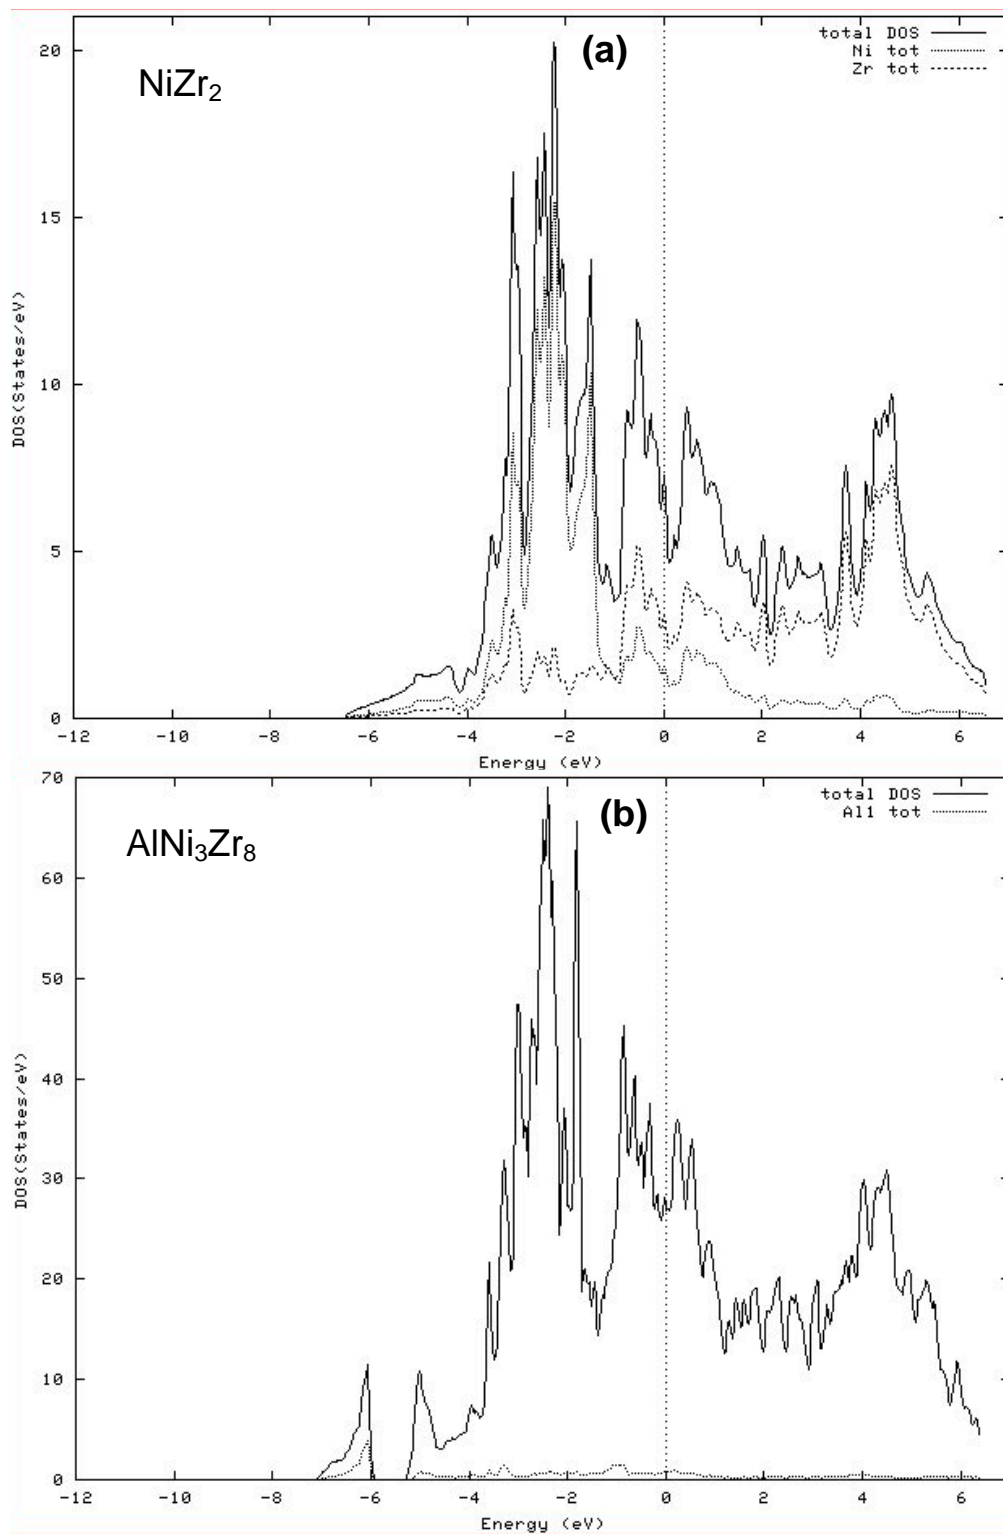 (a)
total DOS
Ni tot
Zr tot
NiZr₂
20
15
10
5
0
DOS(States/eV)
-12 -10 -8 -6 -4 -2 0 2 4 6
Energy (eV)
(b)
total DOS
Al1 tot
AlNi₃Zr₈
70
60
50
40
30
20
10
0
DOS(States/eV)
-12 -10 -8 -6 -4 -2 0 2 4 6
Energy (eV)